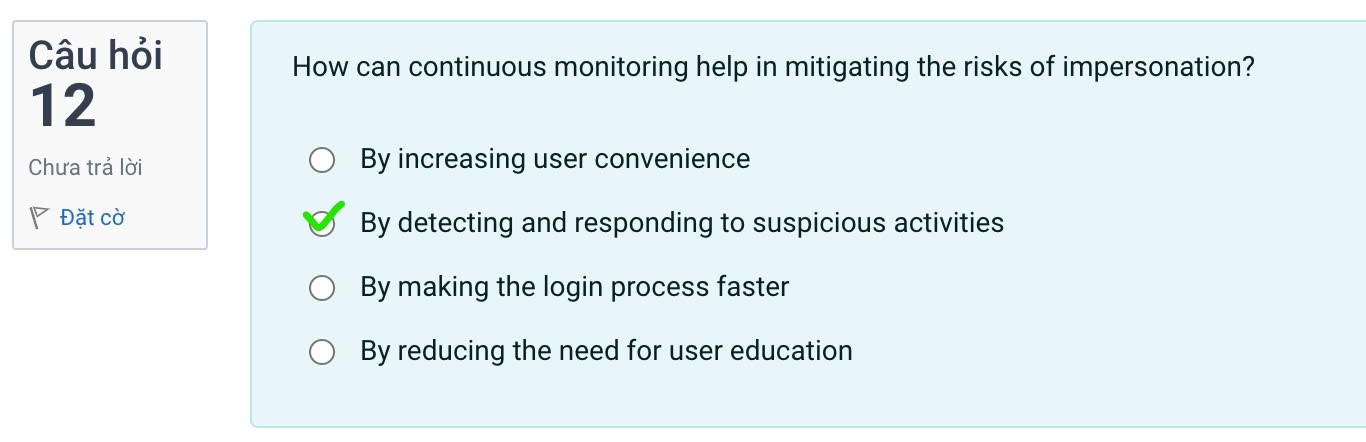 Câu hỏi
12
Chưa trả lời
Đặt cờ
How can continuous monitoring help in mitigating the risks of impersonation?
By increasing user convenience
By detecting and responding to suspicious activities
By making the login process faster
By reducing the need for user education